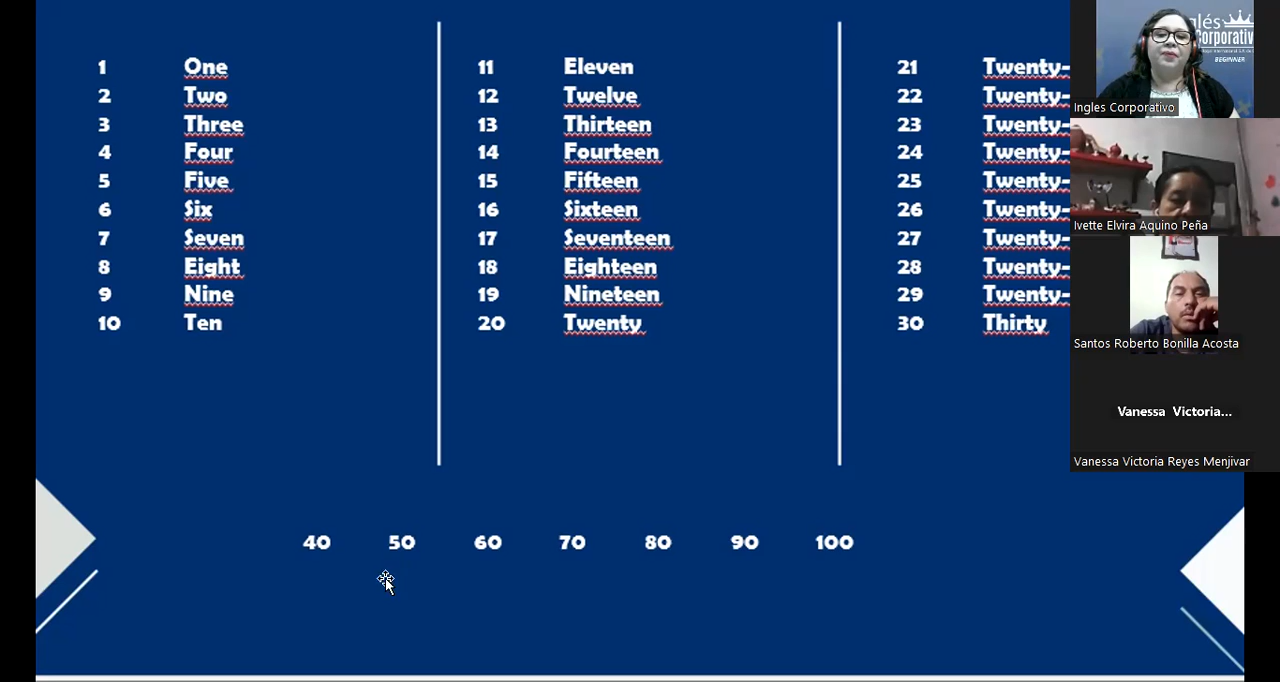 1 One
2 Two
3 Three
4 Four
5 Five
6 Six
7 Seven
8 Eight
9 Nine
10 Ten
11 Eleven
12 Twelve
13 Thirteen
14 Fourteen
15 Fifteen
16 Sixteen
17 Seventeen
18 Eighteen
19 Nineteen
20 Twenty
21 Twenty-
22 Twenty-
23 Twenty-
24 Twenty-
25 Twenty-
26 Twenty-
27 Twenty-
28 Twenty-
29 Twenty-
30 Thirty
40 50 60 70 80 90 100
BEGINNER
Ingles Corporativo
Ivette Elvira Aquino Peña
Santos Roberto Bonilla Acosta
Vanessa Victoria...
Vanessa Victoria Reyes Menjivar